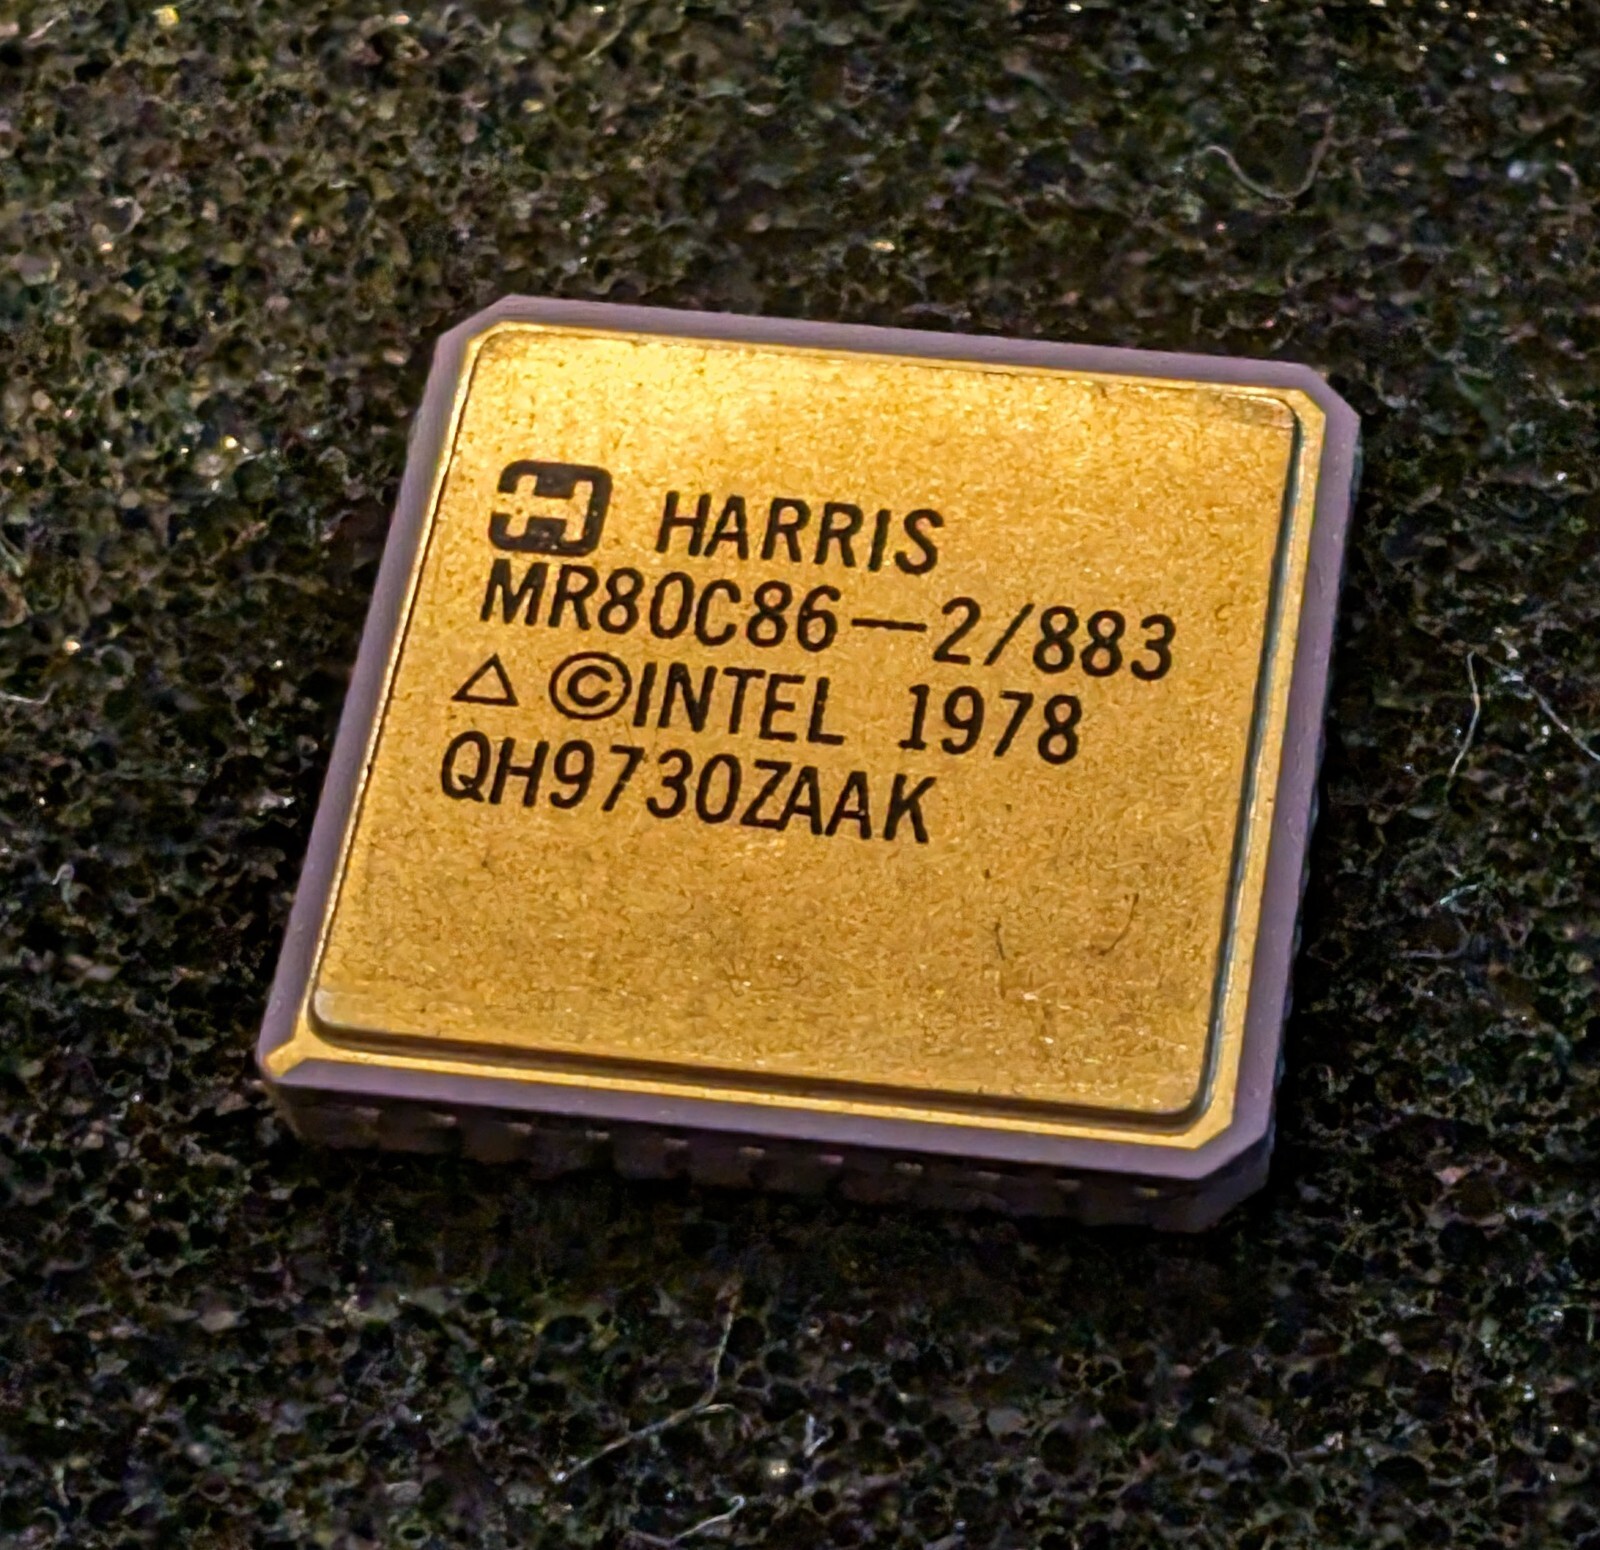 H HARRIS
MR80C86—2/883
△ ©INTEL 1978
QH9730ZAAK